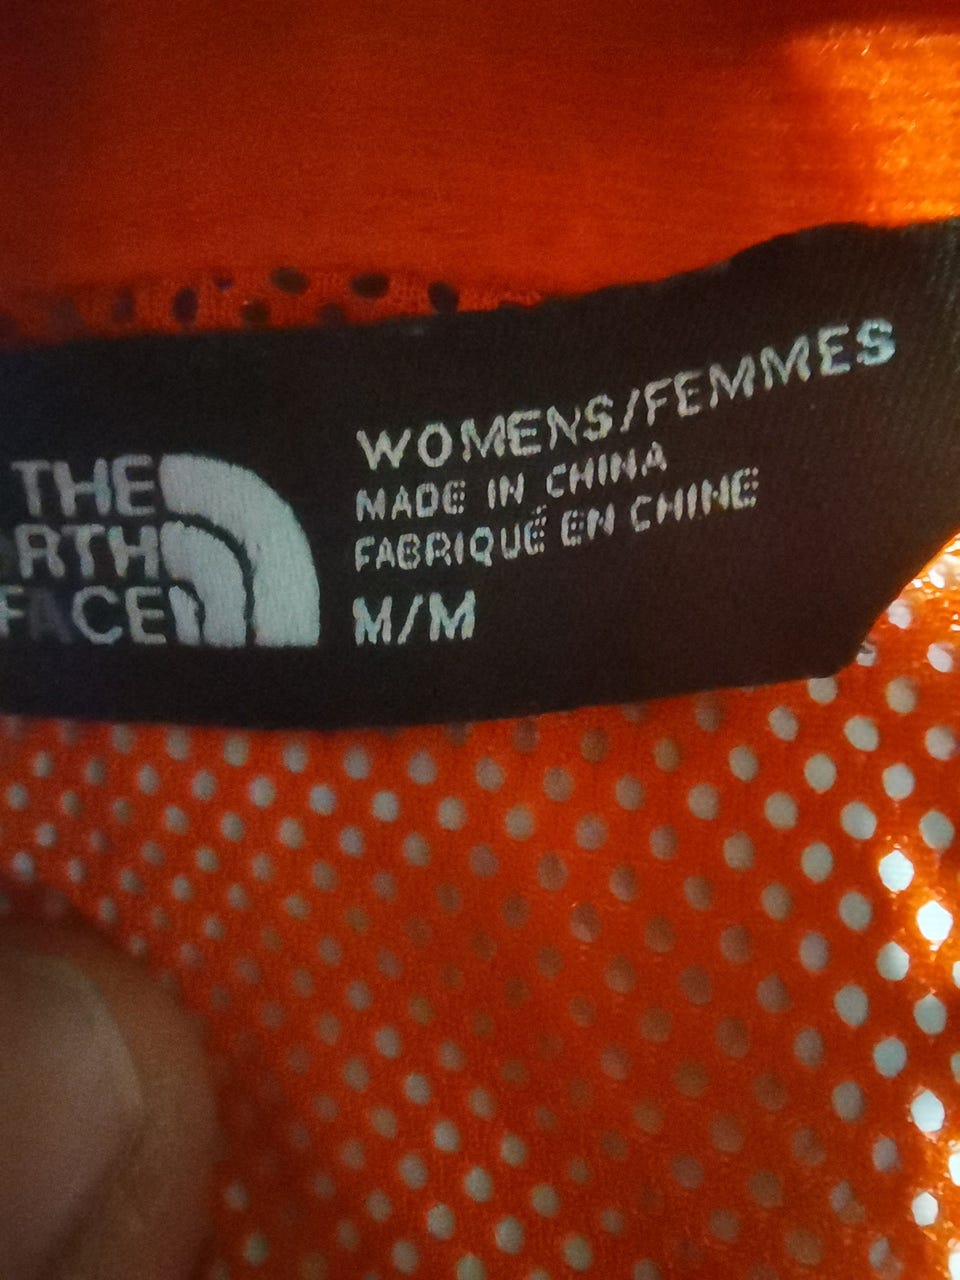 THE
RTH
FACE
WOMENS/FEMMES
MADE IN CHINA
FABRIQUÉ EN CHINE
M/M